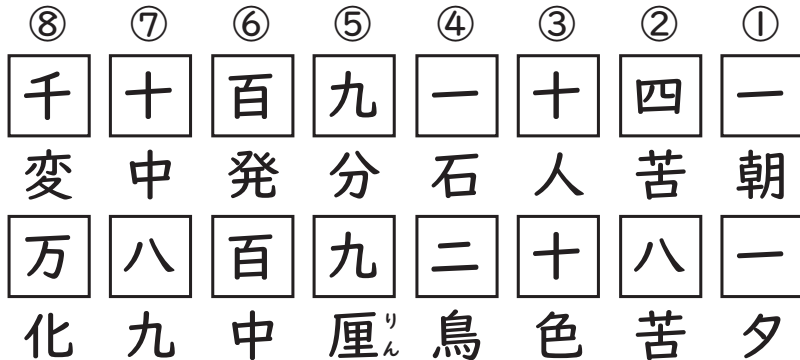 ① 一朝一夕
② 四苦八苦
③ 十人十色
④ 一石二鳥
⑤ 九分九厘りん
⑥ 百発百中
⑦ 十中八九
⑧ 千変万化